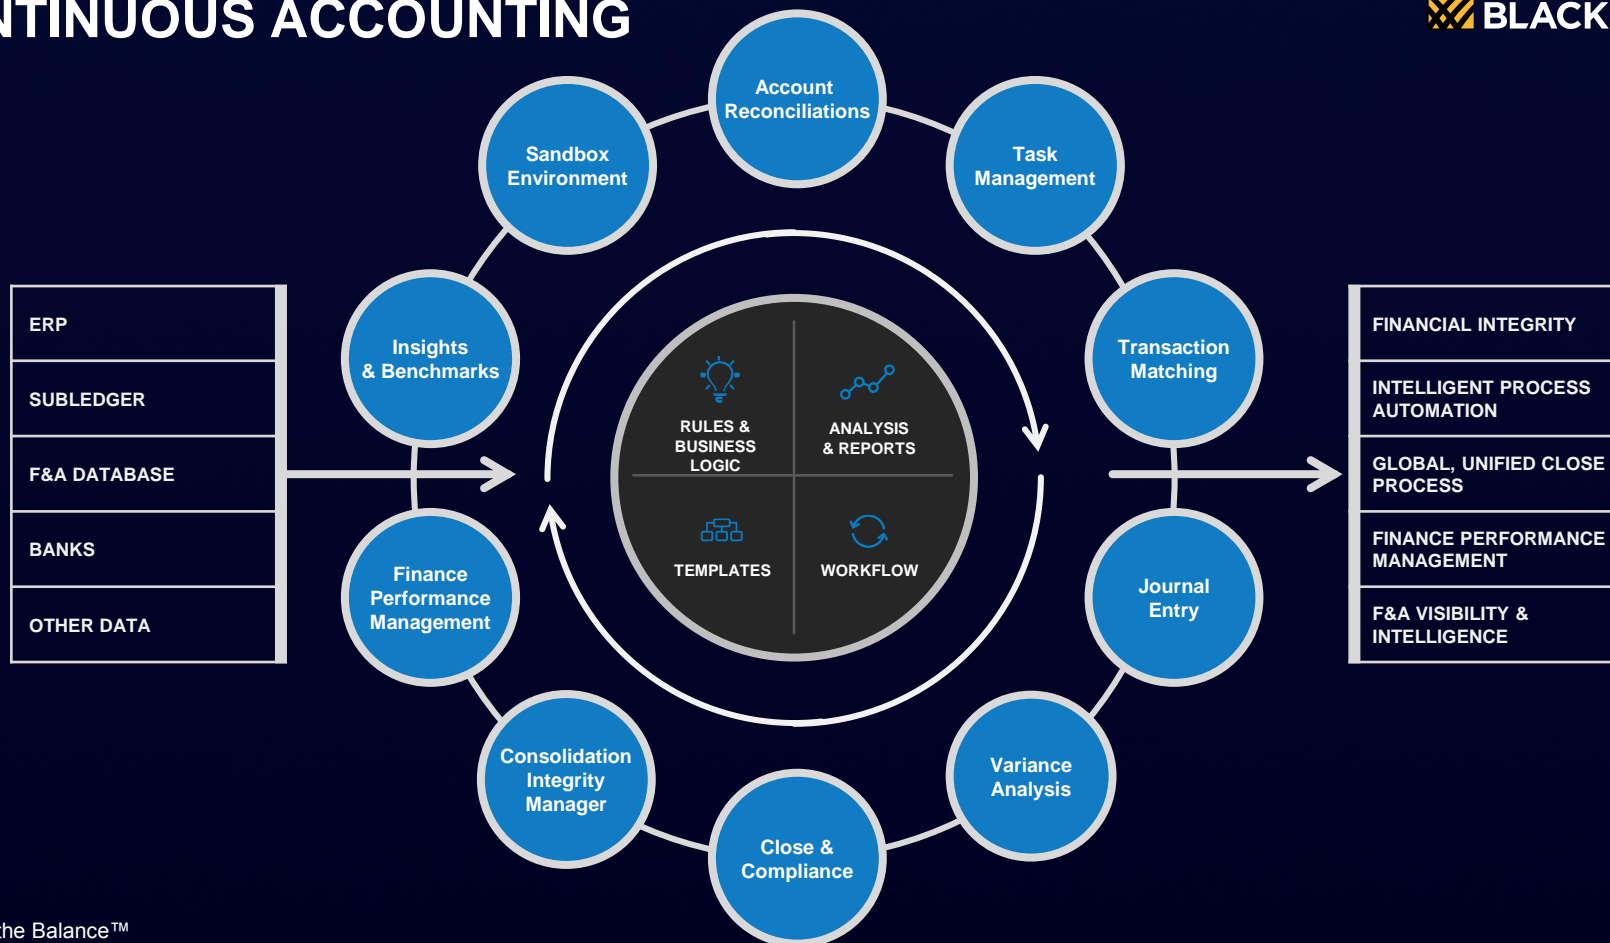 NTINUOUS ACCOUNTING
BLACK
Account
Reconciliations
Sandbox
Environment
Task
Management
Insights
& Benchmarks
Transaction
Matching
ERP
SUBLEDGER
F&A DATABASE
BANKS
OTHER DATA
RULES &
BUSINESS
LOGIC
ANALYSIS
& REPORTS
TEMPLATES
WORKFLOW
FINANCIAL INTEGRITY
INTELLIGENT PROCESS
AUTOMATION
GLOBAL, UNIFIED CLOSE
PROCESS
FINANCE PERFORMANCE
MANAGEMENT
F&A VISIBILITY &
INTELLIGENCE
Finance
Performance
Management
Journal
Entry
Consolidation
Integrity
Manager
Variance
Analysis
Close &
Compliance
the Balance™